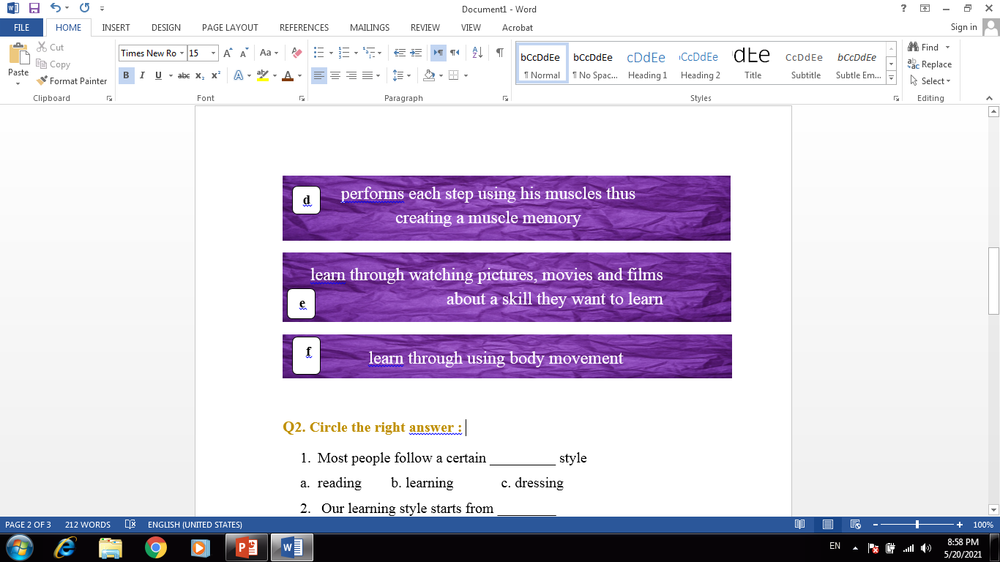 Document1 - Word
?
FILE HOME INSERT DESIGN PAGE LAYOUT REFERENCES MAILINGS REVIEW VIEW Acrobat
Sign in
Paste
Cut
Copy
Format Painter
Clipboard
Times New Ro 15
Aa
B I U abc x₂ x²
Font
Paragraph
bCcDdEe bCcDdEe cDdEe CcDdEe dEe CcDdEe bCcDdEe
¶ Normal ¶ No Spac... Heading 1 Heading 2 Title Subtitle Subtle Em...
Styles
Find
Replace
Select
Editing
d
performs each step using his muscles thus
creating a muscle memory
learn through watching pictures, movies and films
about a skill they want to learn
e
f
learn through using body movement
Q2. Circle the right answer :
1. Most people follow a certain _________ style
a. reading b. learning c. dressing
2. Our learning style starts from ________
PAGE 2 OF 3 212 WORDS ENGLISH (UNITED STATES) 100%
EN
8:58 PM
5/20/2021